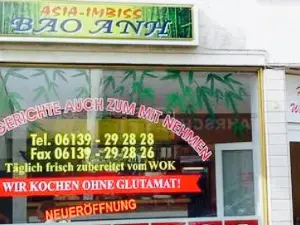 ASIA-IMBISS
BAO ANH
GERICHTE AUCH ZUM MIT NEHMEN
Tel. 06139 - 29 28 28
Fax 06139 - 29 28 26
Täglich frisch zubereitet vom WOK
WIR KOCHEN OHNE GLUTAMAT!
NEUERÖFFNUNG